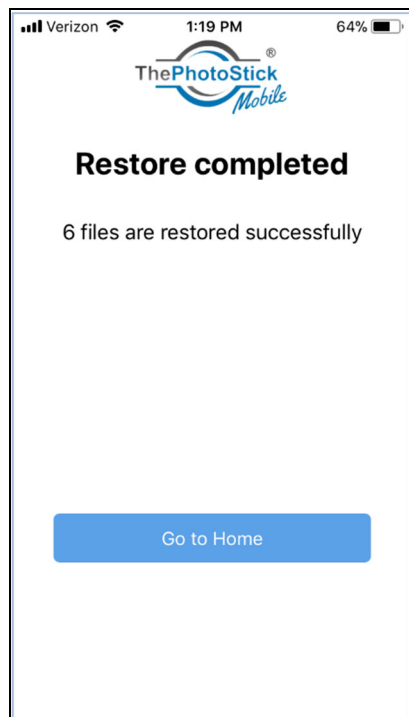 Verizon 1:19 PM 64%
ThePhotoStick®
Mobile
Restore completed
6 files are restored successfully
Go to Home